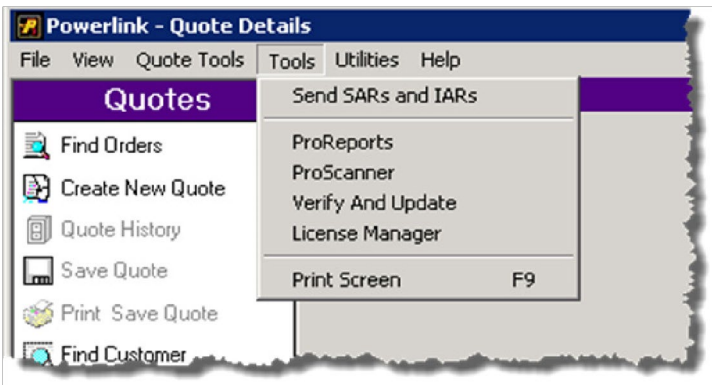 Powerlink - Quote Details
File View Quote Tools Tools Utilities Help
Quotes
Send SARs and IARs
Find Orders
ProReports
ProScanner
Create New Quote
Verify And Update
Quote History
License Manager
Save Quote
Print Screen F9
Print Save Quote
Find Customer